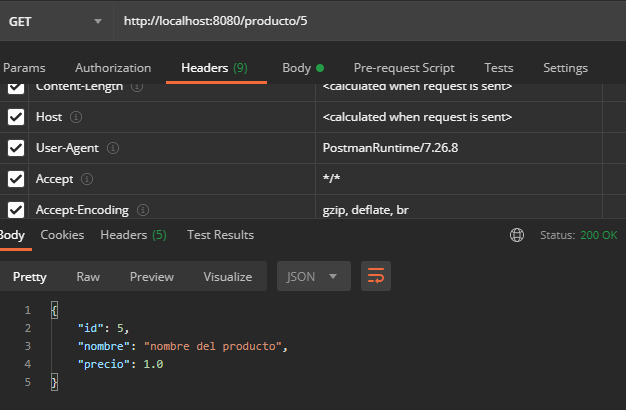 GET http://localhost:8080/producto/5
Params Authorization Headers (9) Body Pre-request Script Tests Settings
Content-Length <calculated when request is sent>
Host <calculated when request is sent>
User-Agent PostmanRuntime/7.26.8
Accept */*
Accept-Encoding gzip, deflate, br
Body Cookies Headers (5) Test Results Status: 200 OK
Pretty Raw Preview Visualize JSON
1 {
2 "id": 5,
3 "nombre": "nombre del producto",
4 "precio": 1.0
5 }